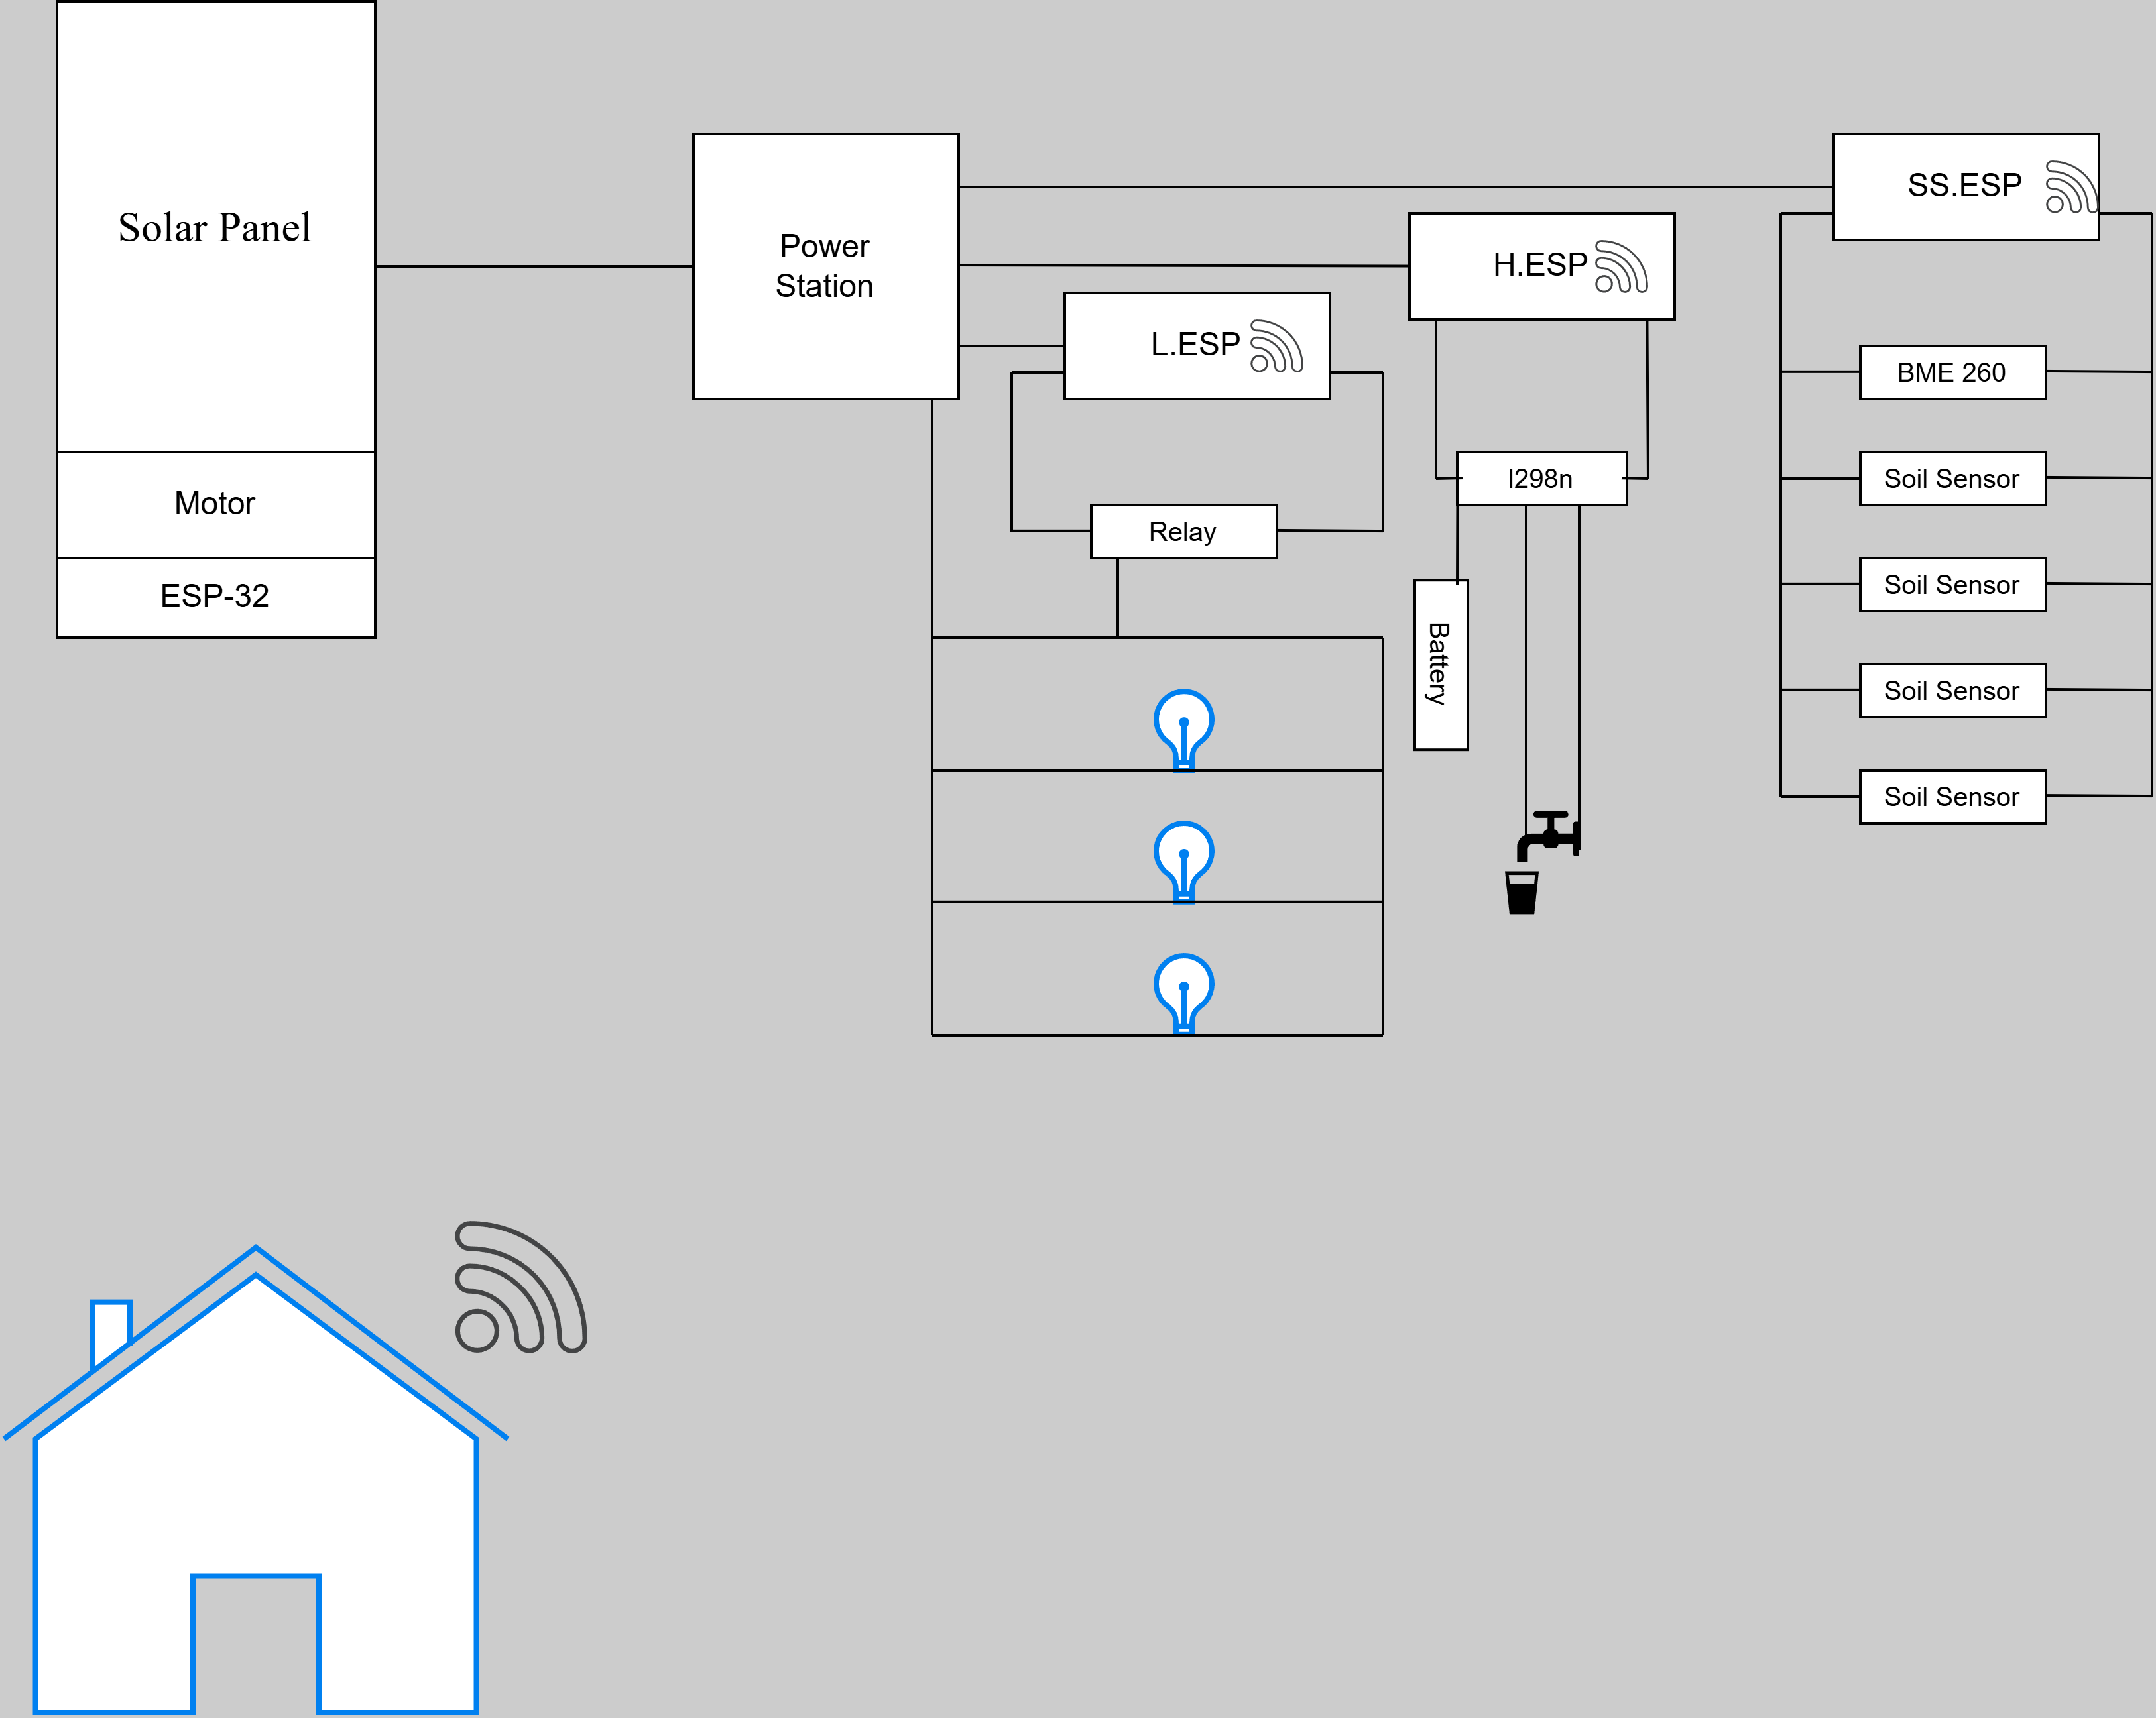 Solar Panel
Motor
ESP-32
Power
Station
L.ESP
Relay
H.ESP
l298n
Battery
SS.ESP
BME 260
Soil Sensor
Soil Sensor
Soil Sensor
Soil Sensor